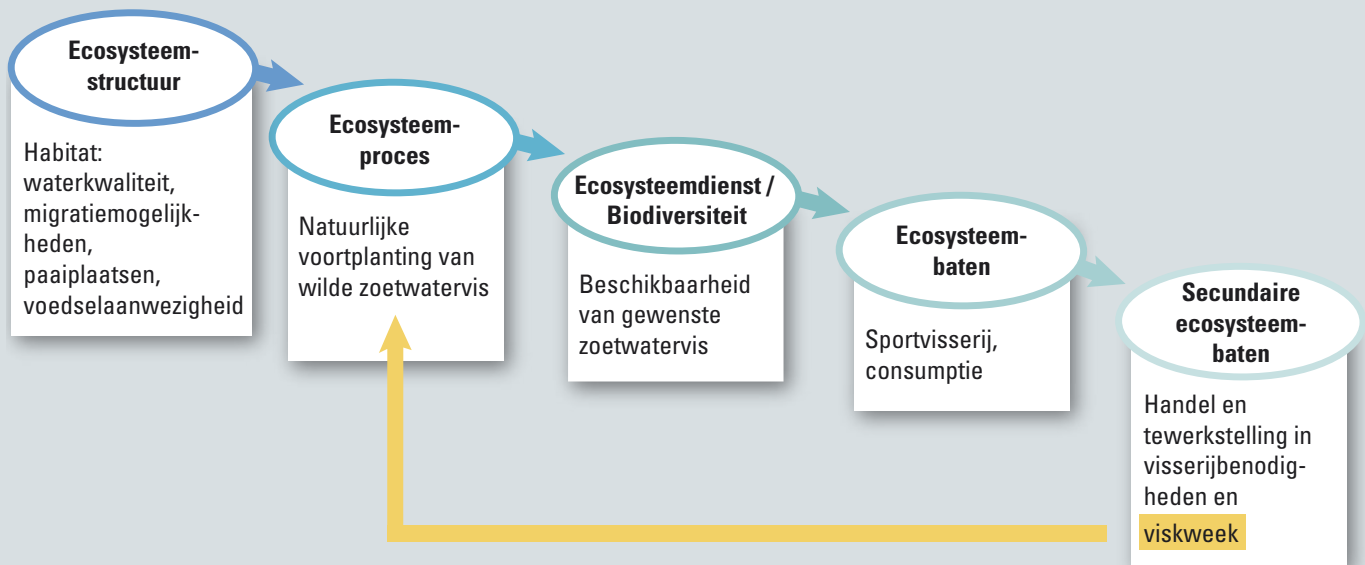 Ecosysteem-
structuur
Habitat:
waterkwaliteit,
migratiemogelijk-
heden,
paaiplaatsen,
voedselaanwezigheid
Ecosysteem-
proces
Natuurlijke
voortplanting van
wilde zoetwatervis
Ecosysteemdienst /
Biodiversiteit
Beschikbaarheid
van gewenste
zoetwatervis
Ecosysteem-
baten
Sportvisserij,
consumptie
Secundaire
ecosysteem-
baten
Handel en
tewerkstelling in
visserijbenodig-
heden en
viskweek